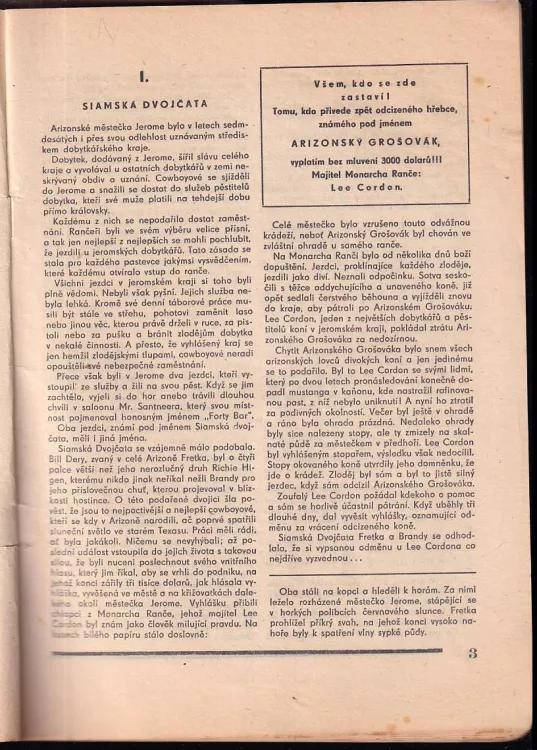 I.
SIAMSKÁ DVOJČATA
Arizonské městečko Jerome bylo v letech sedm-
desátých i přes svou odlehlost uznávaným středis-
kem dobytkářského kraje.
Dobytek, dodávaný z Jerome, šířil slávu celého
kraje a vyvolával u ostatních dobytkářů v zemi ne-
skrývaný obdiv a uznání. Cowboyové se sjížděli
do Jerome a snažili se dostat do služeb pěstitelů
dobytka, kteří své muže platili na tehdejší dobu
přímo královsky.
Každému z nich se nepodařilo dostat zaměst-
nání. Rančeři byli ve svém výběru velice přísní,
a tak jen nejlepší z nejlepších se mohli pochlubit,
že jezdili u jeromských dobytkářů. Tato zásada se
stala pro každého pastevce jakýmsi vysvědčením,
které každému otvíralo vstup do ranče.
Všichni jezdci v jeromském kraji si toho byli
plně vědomi. Nebyli však pyšní. Jejich služba ne-
byla lehká. Kromě své denní táborové práce mu-
sili být stále ve střehu, pohotovi zaměnit laso
nebo jinou věc, kterou právě drželi v ruce, za pi-
stoli nebo za pušku a bránit zlodějům dobytka
v nekalé činnosti. A přesto, že vyhlášený kraj se
jen hemžil zlodějskými tlupami, cowboyové neradi
opouštěli své nebezpečné zaměstnání.
Přece však byli v Jerome dva jezdci, kteří vy-
stoupili ze služby a žili na svou pěst. Když se jim
zachtělo, vyjeli si do hor anebo trávili dlouhou
chvíli v saloonu Mr. Santneera, který svou míst-
nost pojmenoval honosným jménem „Forty Bar".
Oba jezdci, známí pod jménem Siamská dvoj-
čata, měli i jiná jména.
Siamská Dvojčata se vzájemně málo podobala.
Bill Dery, zvaný v celé Arizoně Fretka, byl o čtyři
palce větší než jeho nerozlučný druh Richie Hi-
gen, kterému nikdo jinak neříkal nežli Brandy pro
jeho příslovečnou chuť, kterou projevoval v blíz-
kosti hostince. O této podařené dvojici šla po-
věst, že jsou to nejpoctivější a nejlepší cowboyové,
kteří se kdy v Arizoně narodili, ač poprvé spatřili
sluneční světlo ve starém Texasu. Práci měli rádi,
ať byla jakákoli. Ničemu se nevyhýbali; až po-
slední událost vstoupila do jejich života s takovou
silou, že byli nuceni poslechnout svého vnitřního
hlasu, který jim říkal, aby se vrhli do podniku, na
jehož konci zářily tři tisíce dolarů, jak hlásala vy-
hláška, vyvěšená ve městě a na křižovatkách dale-
kého okolí městečka Jerome. Vyhlášku přibili
chlapci z Monarcha Ranče, jehož majitel Lee
Cordon byl znám jako člověk milující pravdu. Na
kusech bílého papíru stálo doslovně:
Všem, kdo se zde
zastaví!
Tomu, kdo přivede zpět odcizeného hřebce,
známého pod jménem
ARIZONSKÝ GROŠOVÁK,
vyplatím bez mluvení 3000 dolarů!!!
Majitel Monarcha Ranče:
Lee Cordon.
Celé městečko bylo vzrušeno touto odvážnou
krádeží, neboť Arizonský Grošovák byl chován ve
zvláštní ohradě u samého ranče.
Na Monarcha Ranči bylo od několika dnů boží
dopuštění. Jezdci, proklínající každého zloděje,
jezdili jako diví. Neznali odpočinku. Sotva sesko-
čili s těžce oddychujícího a unaveného koně, již
opět sedlali čerstvého běhouna a vyjížděli znovu
do kraje, aby pátrali po Arizonském Grošováku.
Lee Cordon, jeden z největších dobytkářů a pěs-
titelů koní v jeromském kraji, pokládal ztrátu Ari-
zonského Grošováka za nedozírnou.
Chytit Arizonského Grošováka bylo snem všech
arizonských lovců divokých koní a jen jedinému
se to podařilo. Byl to Lee Cordon se svými lidmi,
který po dvou letech pronásledování konečně do-
padl mustanga v kaňonu, kde nastražil rafinova-
nou past, z níž nebylo uniknutí! A nyní ho ztratil
za podivných okolností. Večer byl ještě v ohradě
a ráno byla ohrada prázdná. Nedaleko ohrady
byly sice nalezeny stopy, ale ty zmizely na skal-
naté půdě za městečkem v předhoří. Lee Cordon
byl vyhlášeným stopařem, výsledku však nedocílil.
Stopy okovaného koně utvrdily jeho domněnku, že
jde o krádež. Zloděj byl sám a byl to jistě silný
jezdec, když sám odcizil Arizonského Grošováka.
Zoufalý Lee Cordon požádal kdekoho o pomoc
a sám se horlivě účastnil pátrání. Když uběhly tři
dlouhé dny, dal vyvěsit vyhlášky, oznamující od-
měnu za vrácení odcizeného koně.
Siamská Dvojčata Fretka a Brandy se odhod-
lala, že si vypsanou odměnu u Lee Cordona co
nejdříve vyzvednou...
Oba stáli na kopci a hleděli k horám. Za nimi
leželo rozházené městečko Jerome, stápějící se
v horkých polibcích červnového slunce. Fretka
prohlížel příkrý svah, na jehož konci vysoko na-
hoře byly k spatření vlny sypké půdy.
3